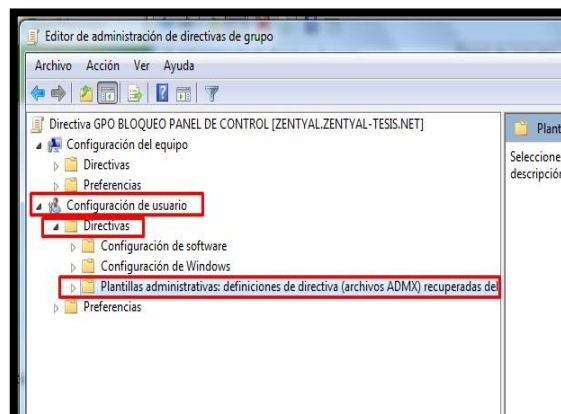 Editor de administración de directivas de grupo
Archivo Acción Ver Ayuda
Directiva GPO BLOQUEO PANEL DE CONTROL [ZENTYAL.ZENTYAL-TESIS.NET]
Configuración del equipo
Directivas
Preferencias
Configuración de usuario
Directivas
Configuración de software
Configuración de Windows
Plantillas administrativas: definiciones de directiva (archivos ADMX) recuperadas del
Preferencias
Plant
Seleccione
descripción